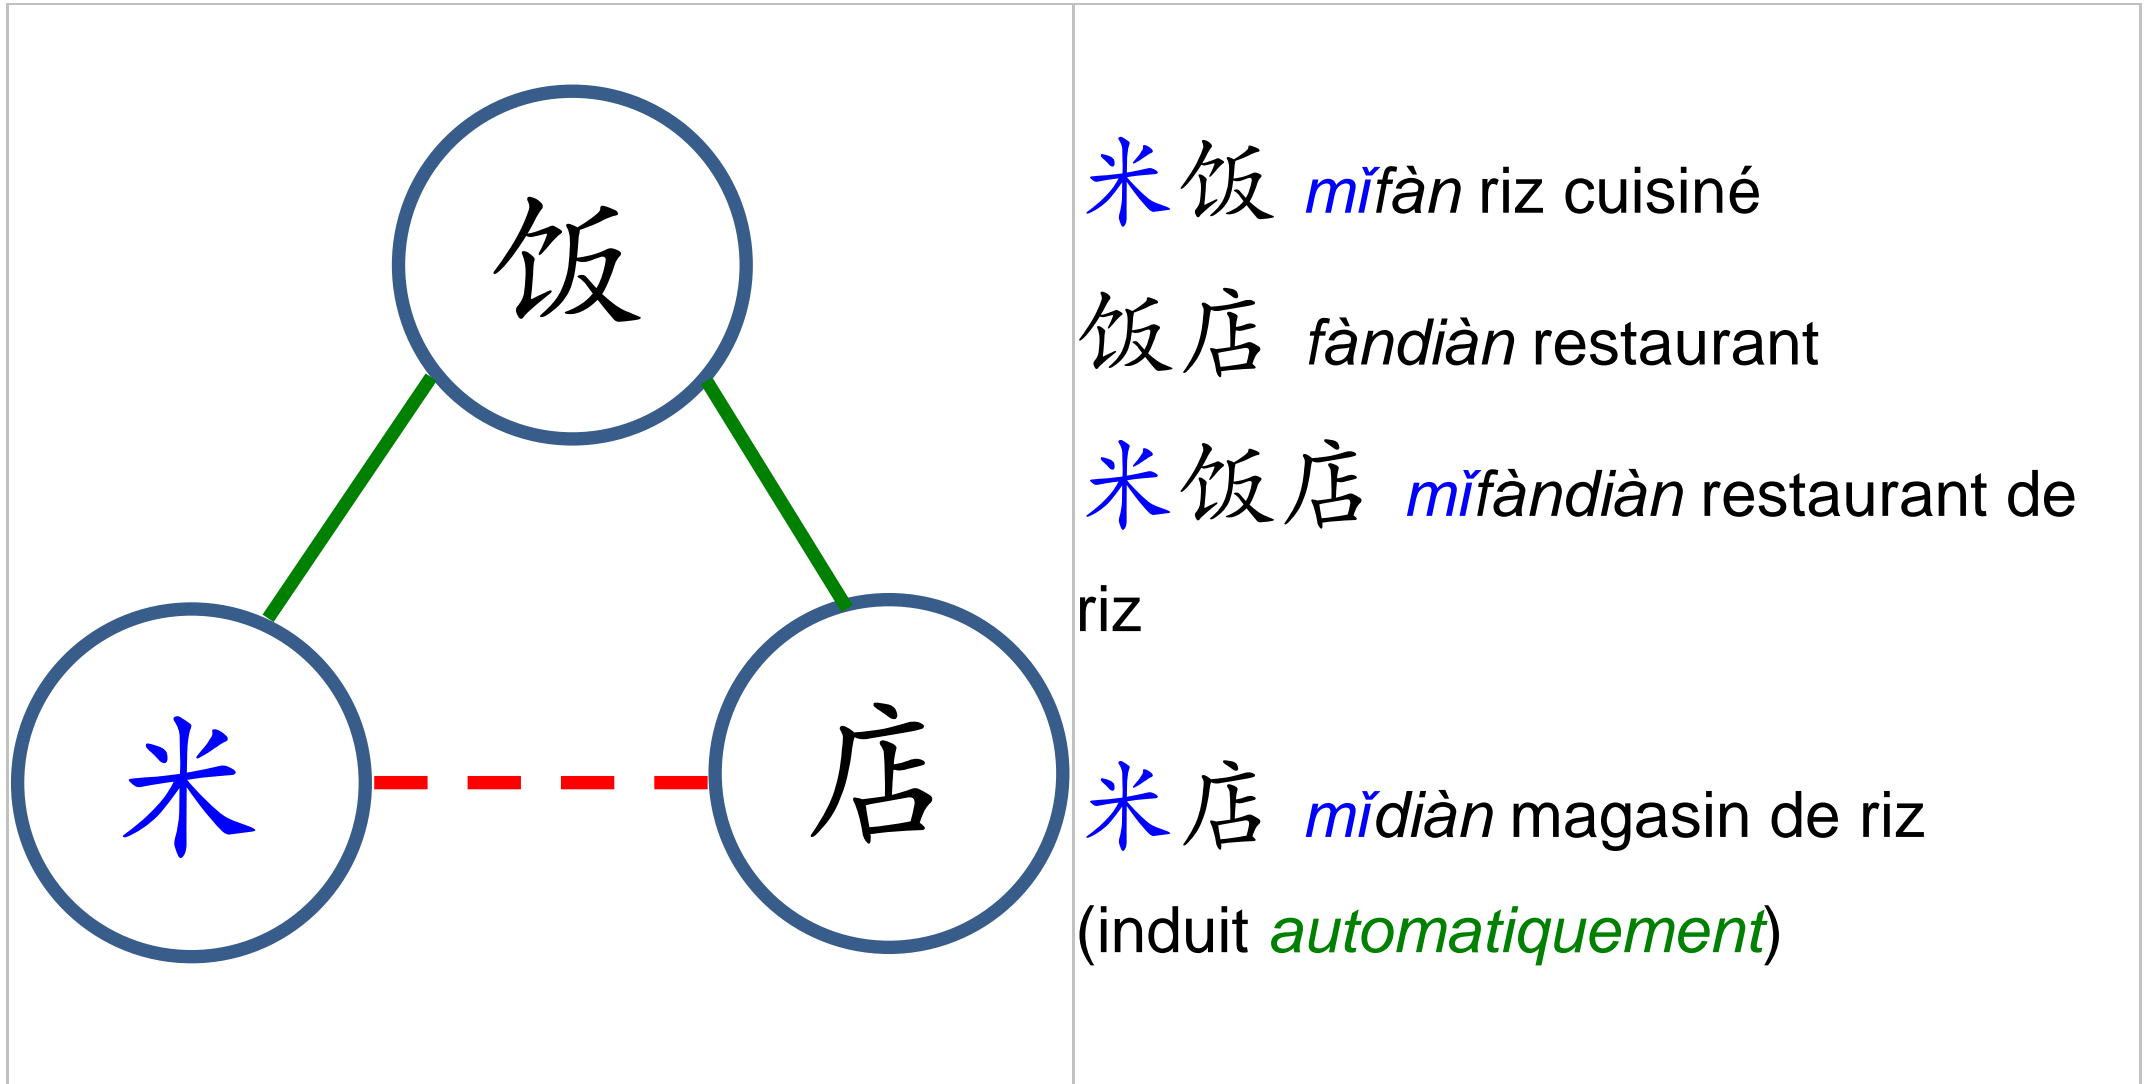 饭
米
店
米饭 mǐfàn riz cuisiné
饭店 fàndiàn restaurant
米饭店 mǐfàndiàn restaurant de
riz
米店 mǐdiàn magasin de riz
(induit automatiquement)